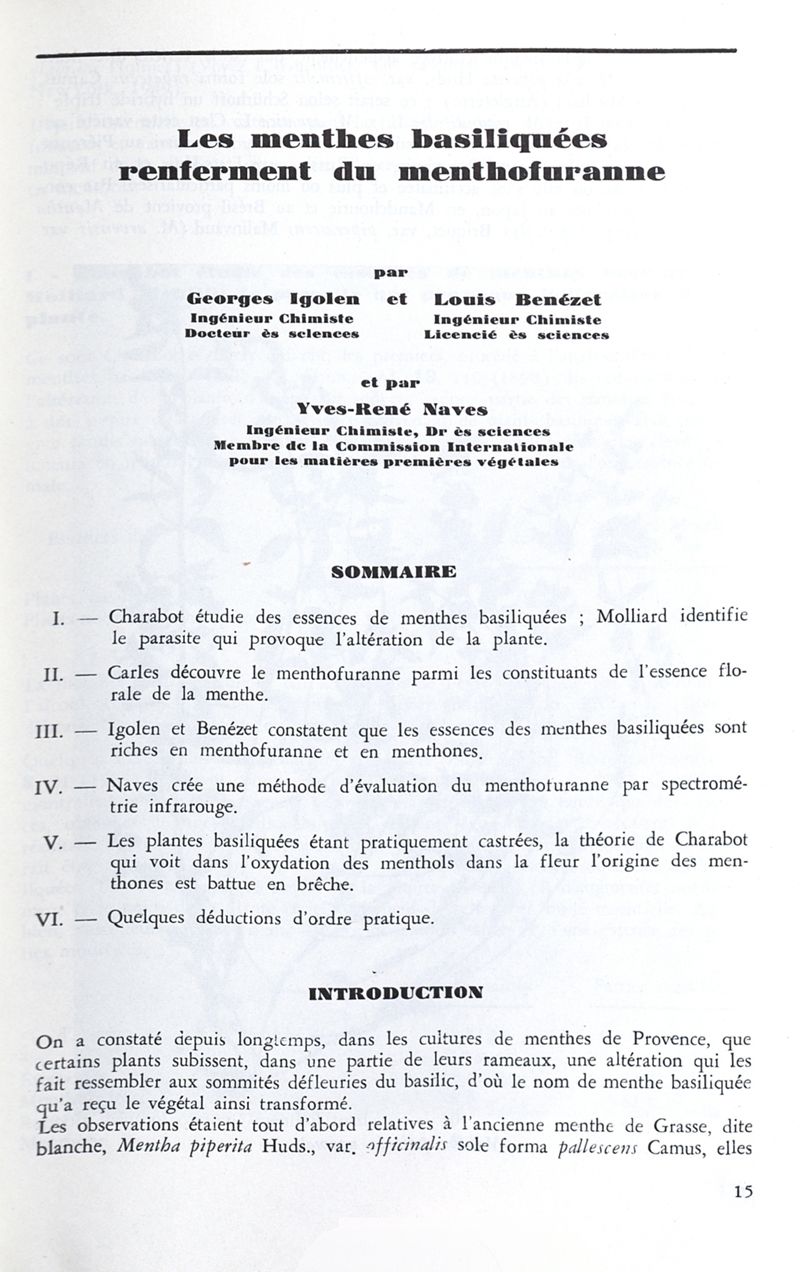 Les menthes basiliquées
renferment du menthofuranne
par
Georges Igolen et Louis Benézet
Ingénieur Chimiste Ingénieur Chimiste
Docteur ès sciences Licencié ès sciences
et par
Yves-René Naves
Ingénieur Chimiste, Dr ès sciences
Membre de la Commission Internationale
pour les matières premières végétales
SOMMAIRE
I. — Charabot étudie des essences de menthes basiliquées ; Molliard identifie
le parasite qui provoque l'altération de la plante.
II. — Carles découvre le menthofuranne parmi les constituants de l'essence flo-
rale de la menthe.
III. — Igolen et Benézet constatent que les essences des menthes basiliquées sont
riches en menthofuranne et en menthones.
IV. — Naves crée une méthode d'évaluation du menthofuranne par spectromé-
trie infrarouge.
V. — Les plantes basiliquées étant pratiquement castrées, la théorie de Charabot
qui voit dans l'oxydation des menthols dans la fleur l'origine des men-
thones est battue en brêche.
VI. — Quelques déductions d'ordre pratique.
INTRODUCTION
On a constaté depuis longtemps, dans les cultures de menthes de Provence, que
certains plants subissent, dans une partie de leurs rameaux, une altération qui les
fait ressembler aux sommités défleuries du basilic, d'où le nom de menthe basiliquée
qu'a reçu le végétal ainsi transformé.
Les observations étaient tout d'abord relatives à l'ancienne menthe de Grasse, dite
blanche, Mentha piperita Huds., var. officinalis sole forma pallescens Camus, elles
15